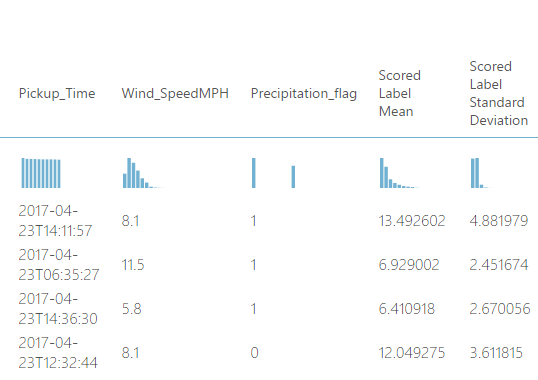 Pickup_Time Wind_SpeedMPH Precipitation_flag Scored Label Mean Scored Label Standard Deviation
2017-04-23T14:11:57 8.1 1 13.492602 4.881979
2017-04-23T06:35:27 11.5 1 6.929002 2.451674
2017-04-23T14:36:30 5.8 1 6.410918 2.670056
2017-04-23T12:32:44 8.1 0 12.049275 3.611815